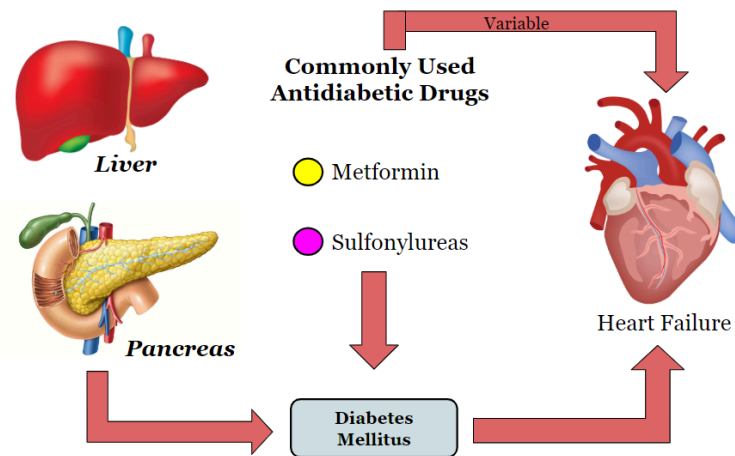 Variable
Commonly Used
Antidiabetic Drugs
Liver
Metformin
Sulfonylureas
Heart Failure
Pancreas
Diabetes
Mellitus